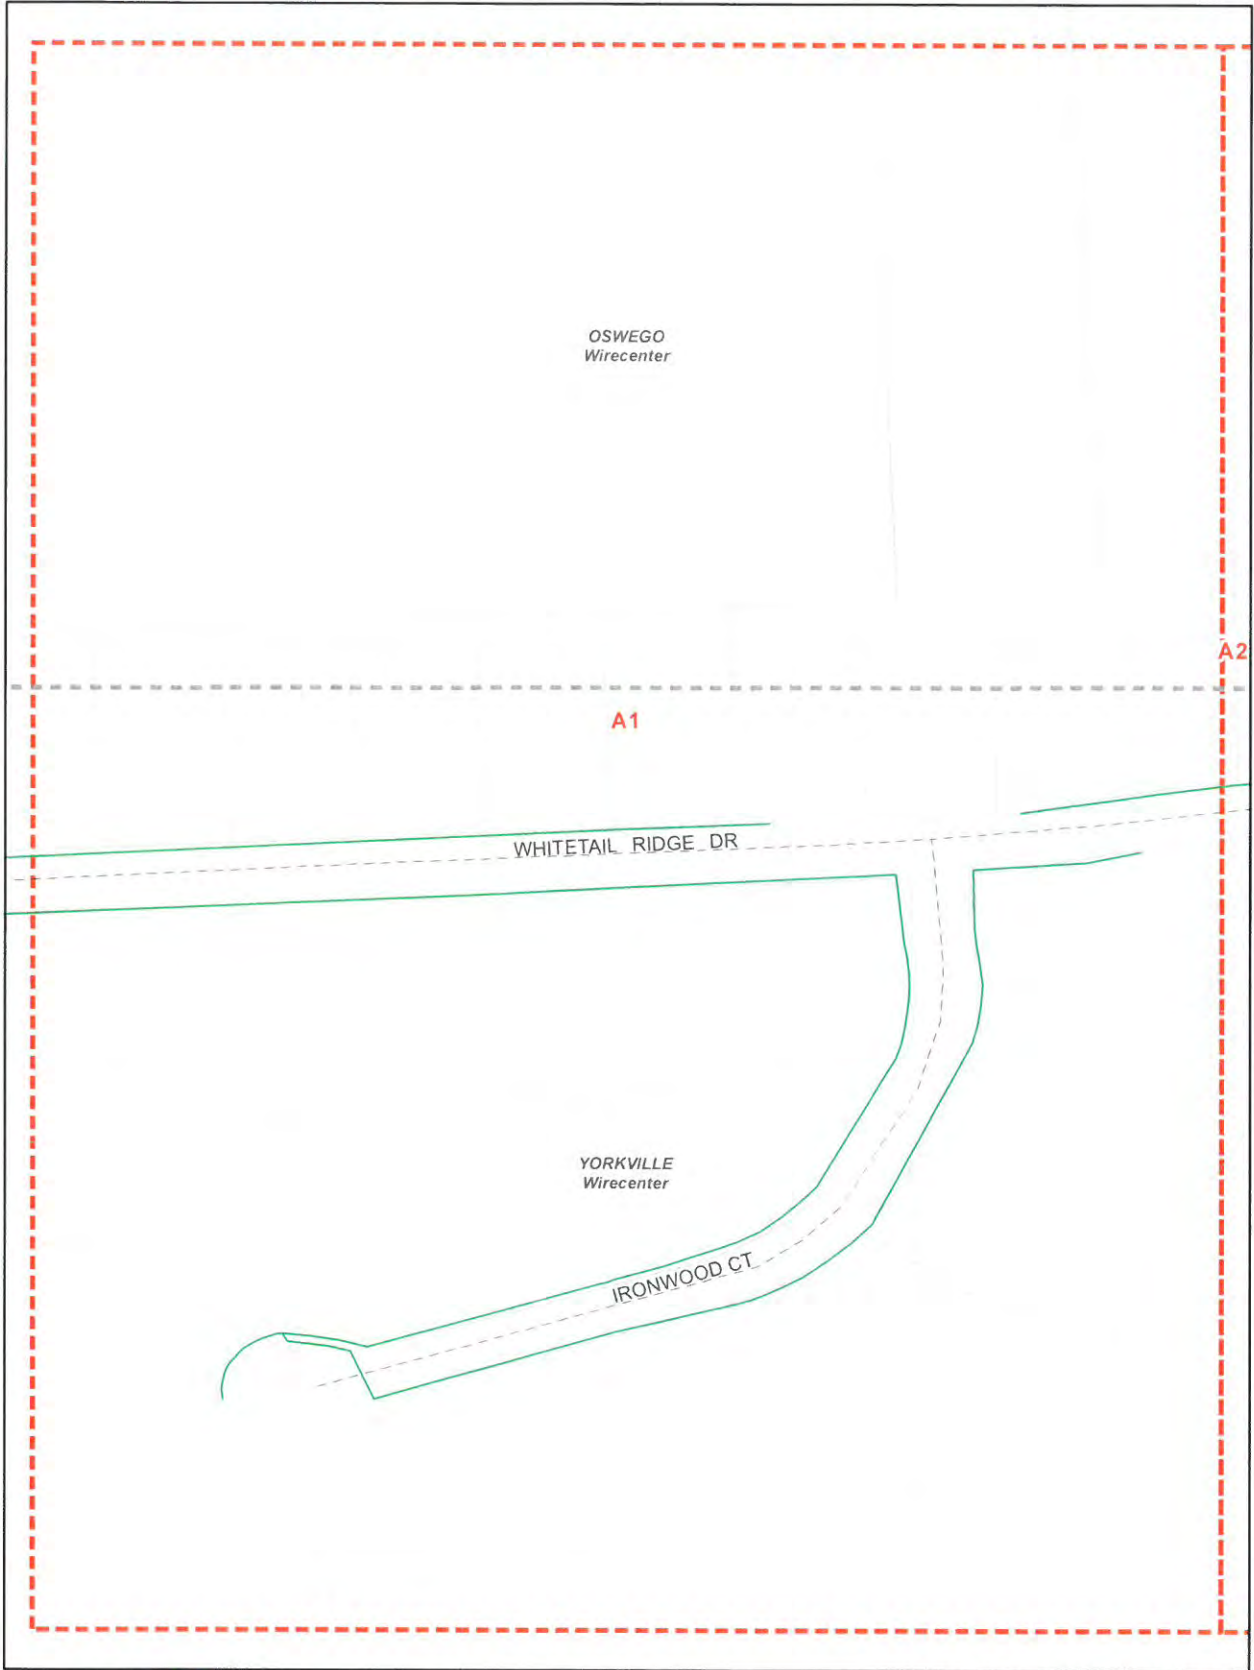 OSWEGO
Wirecenter
A2
A1
WHITETAIL RIDGE DR
YORKVILLE
Wirecenter
IRONWOOD CT